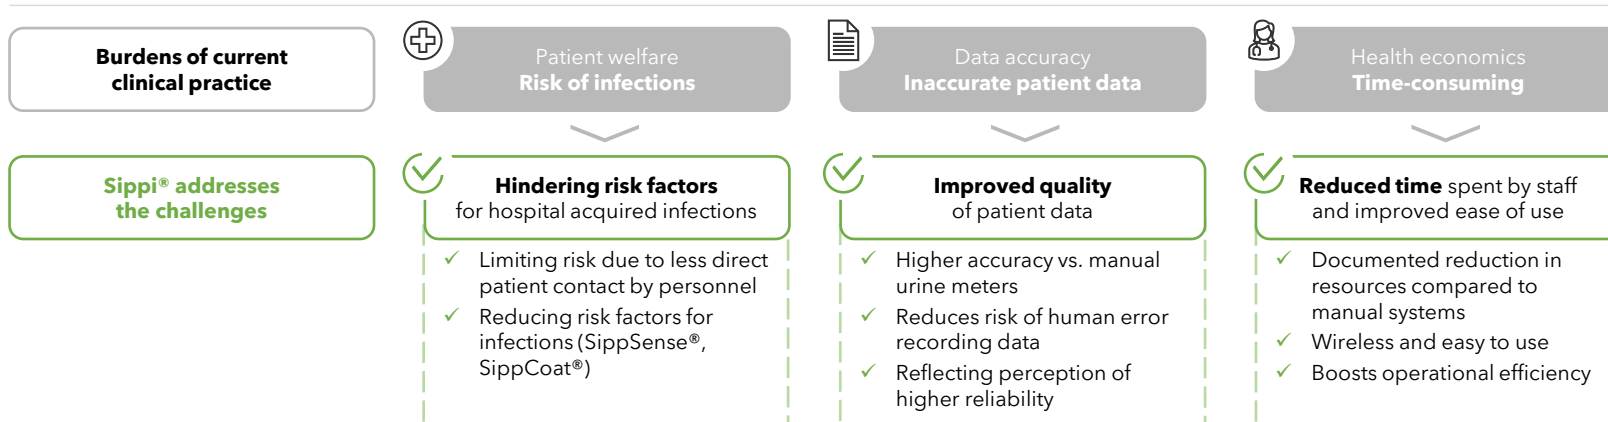 Burdens of current
clinical practice
Patient welfare
Risk of infections
Data accuracy
Inaccurate patient data
Health economics
Time-consuming
Sippi® addresses
the challenges
Hindering risk factors
for hospital acquired infections
Limiting risk due to less direct
patient contact by personnel
Reducing risk factors for
infections (SippSense®,
SippCoat®)
Improved quality
of patient data
Higher accuracy vs. manual
urine meters
Reduces risk of human error
recording data
Reflecting perception of
higher reliability
Reduced time spent by staff
and improved ease of use
Documented reduction in
resources compared to
manual systems
Wireless and easy to use
Boosts operational efficiency